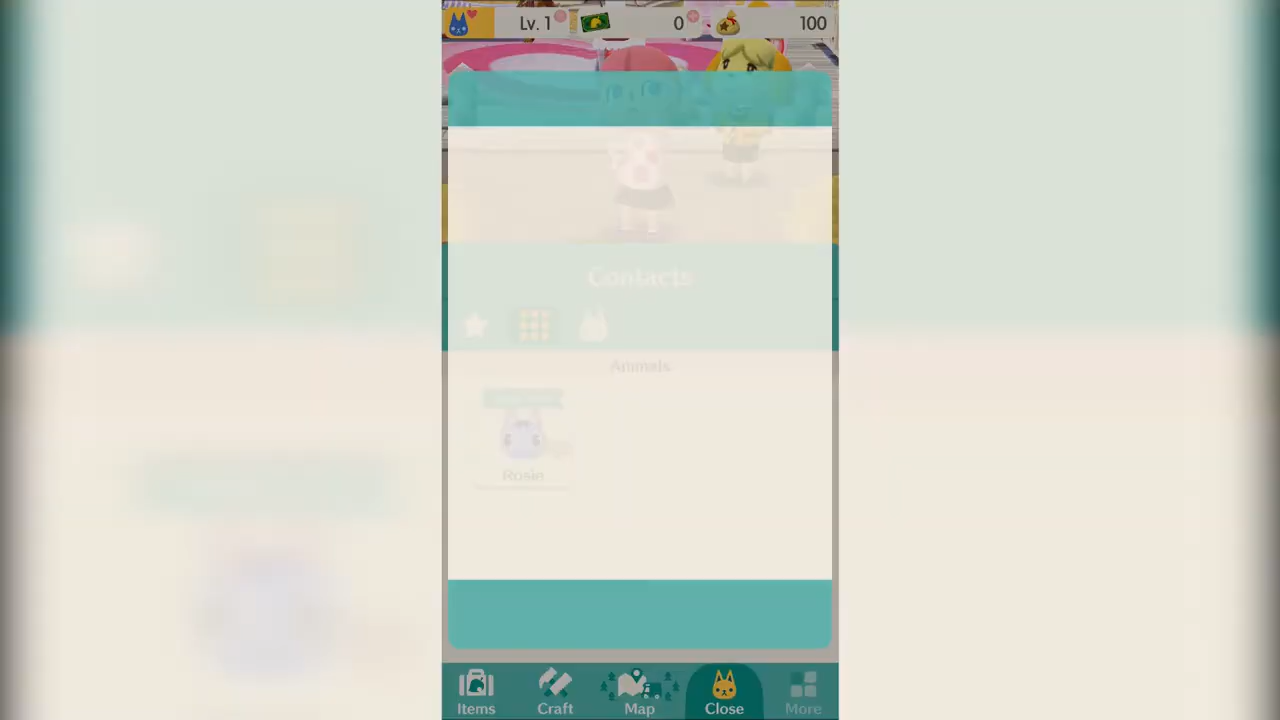 Lv. 1
0
100
Contacts
Animals
Rosie
Items
Craft
Map
Close
More